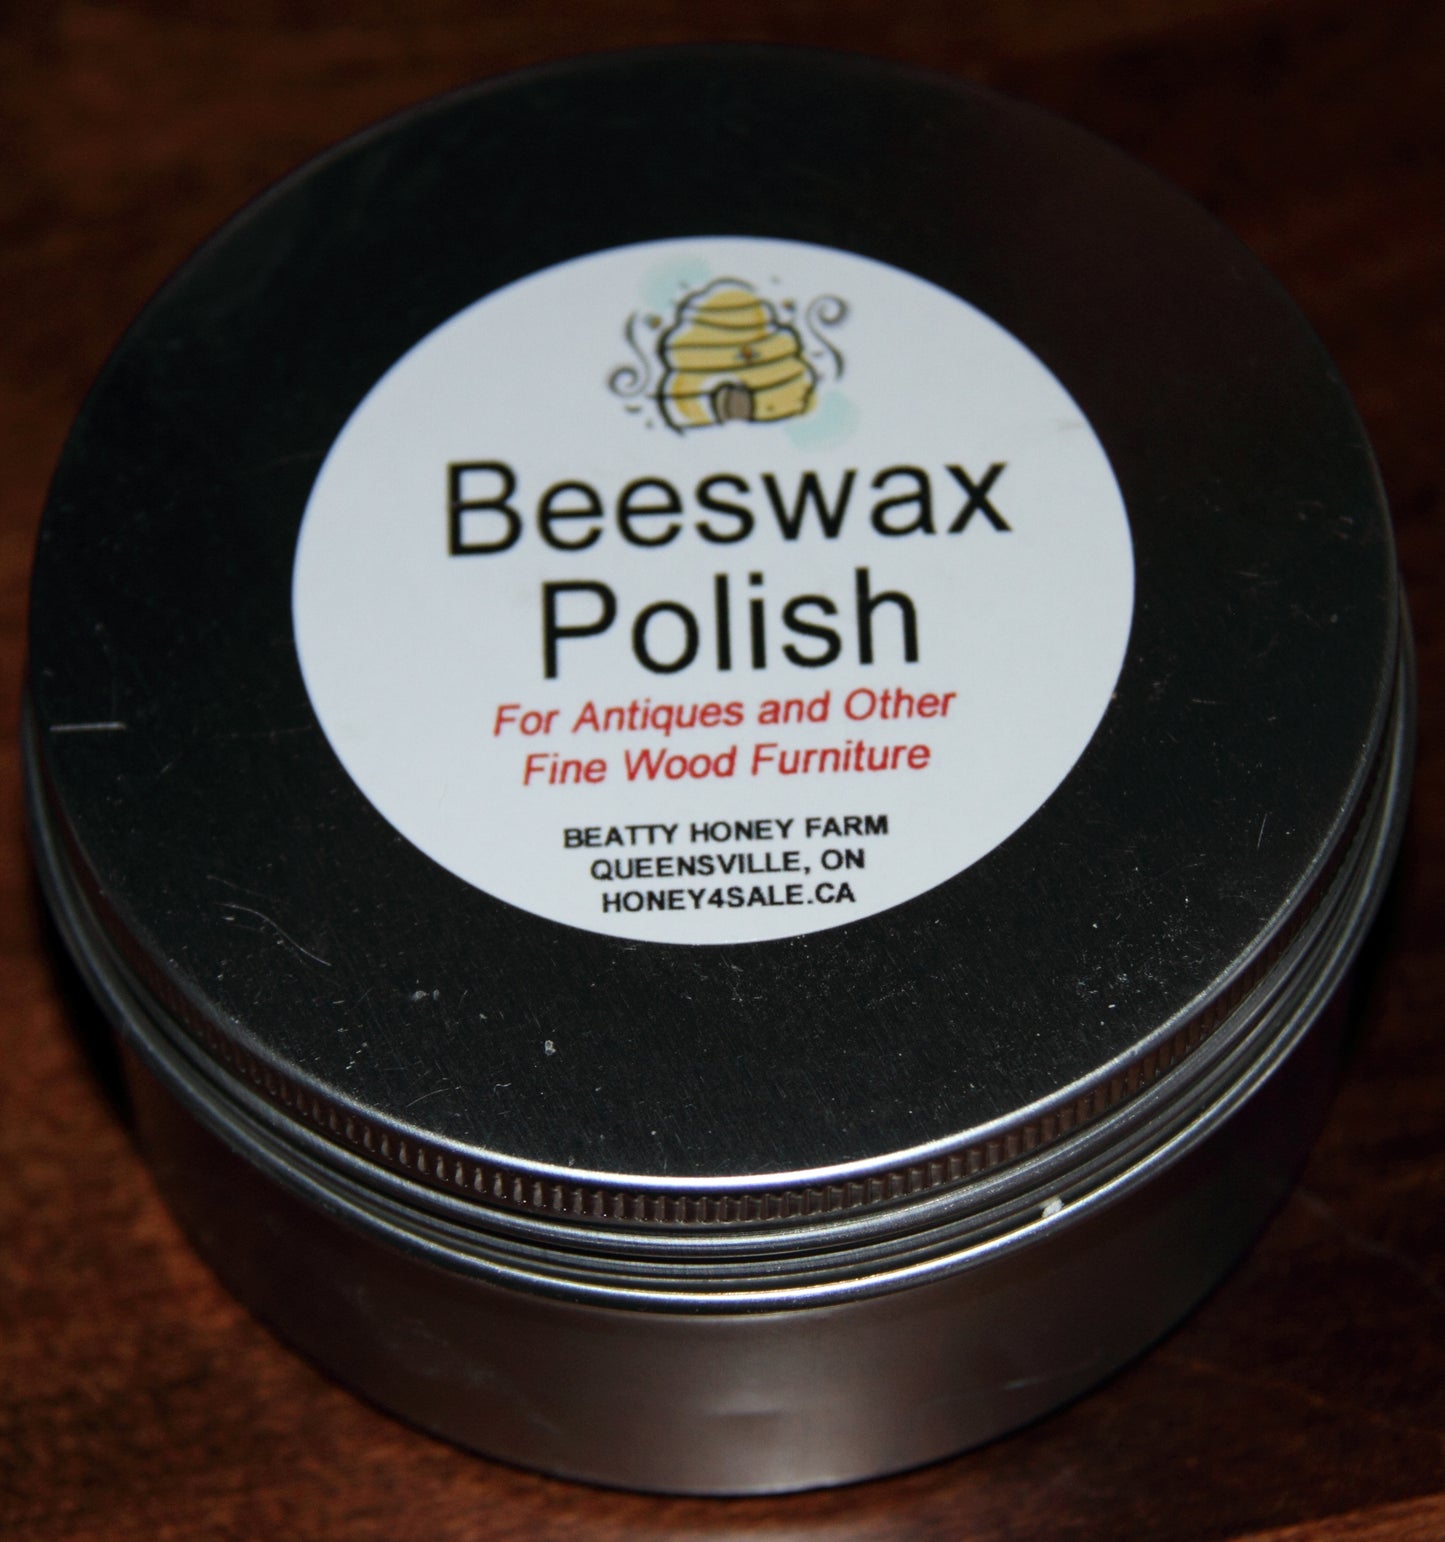 Beeswax
Polish
For Antiques and Other
Fine Wood Furniture
BEATTY HONEY FARM
QUEENSVILLE, ON
HONEY4SALE.CA